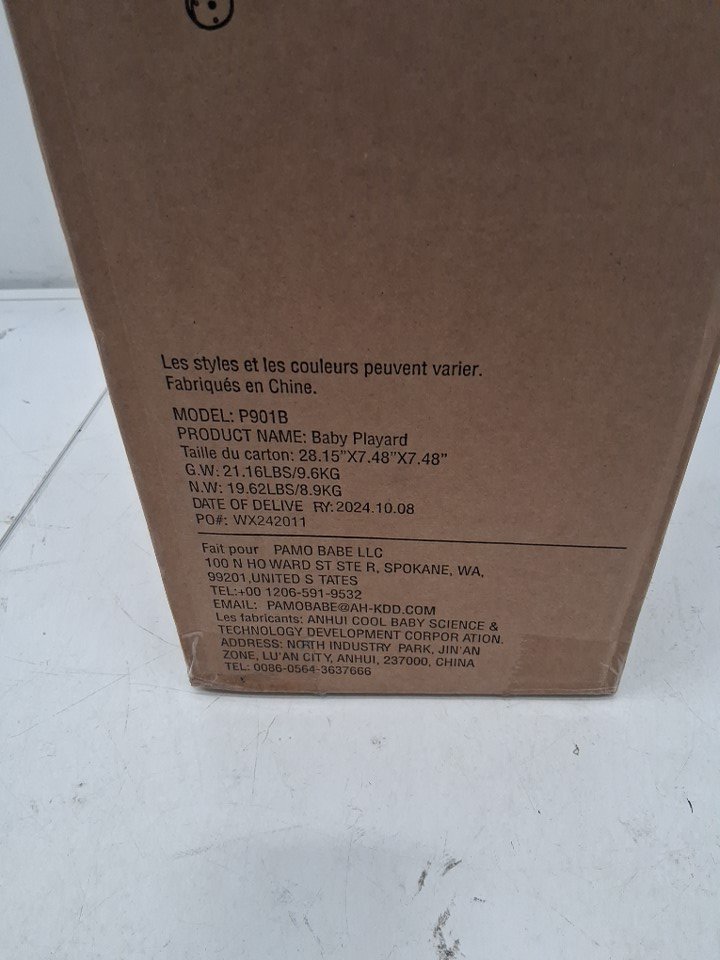 Les styles et les couleurs peuvent varier.
Fabriqués en Chine.
MODEL: P901B
PRODUCT NAME: Baby Playard
Taille du carton: 28.15”X7.48”X7.48”
G.W: 21.16LBS/9.6KG
N.W: 19.62LBS/8.9KG
DATE OF DELIVE RY: 2024.10.08
PO#: WX242011
Fait pour PAMO BABE LLC
100 N HO WARD ST STE R, SPOKANE, WA,
99201,UNITED S TATES
TEL:+00 1206-591-9532
EMAIL: PAMOBABE@AH-KDD.COM
Les fabricants: ANHUI COOL BABY SCIENCE &
TECHNOLOGY DEVELOPMENT CORPOR ATION.
ADDRESS: NORTH INDUSTRY PARK, JIN'AN
ZONE, LU'AN CITY, ANHUI, 237000, CHINA
TEL: 0086-0564-3637666